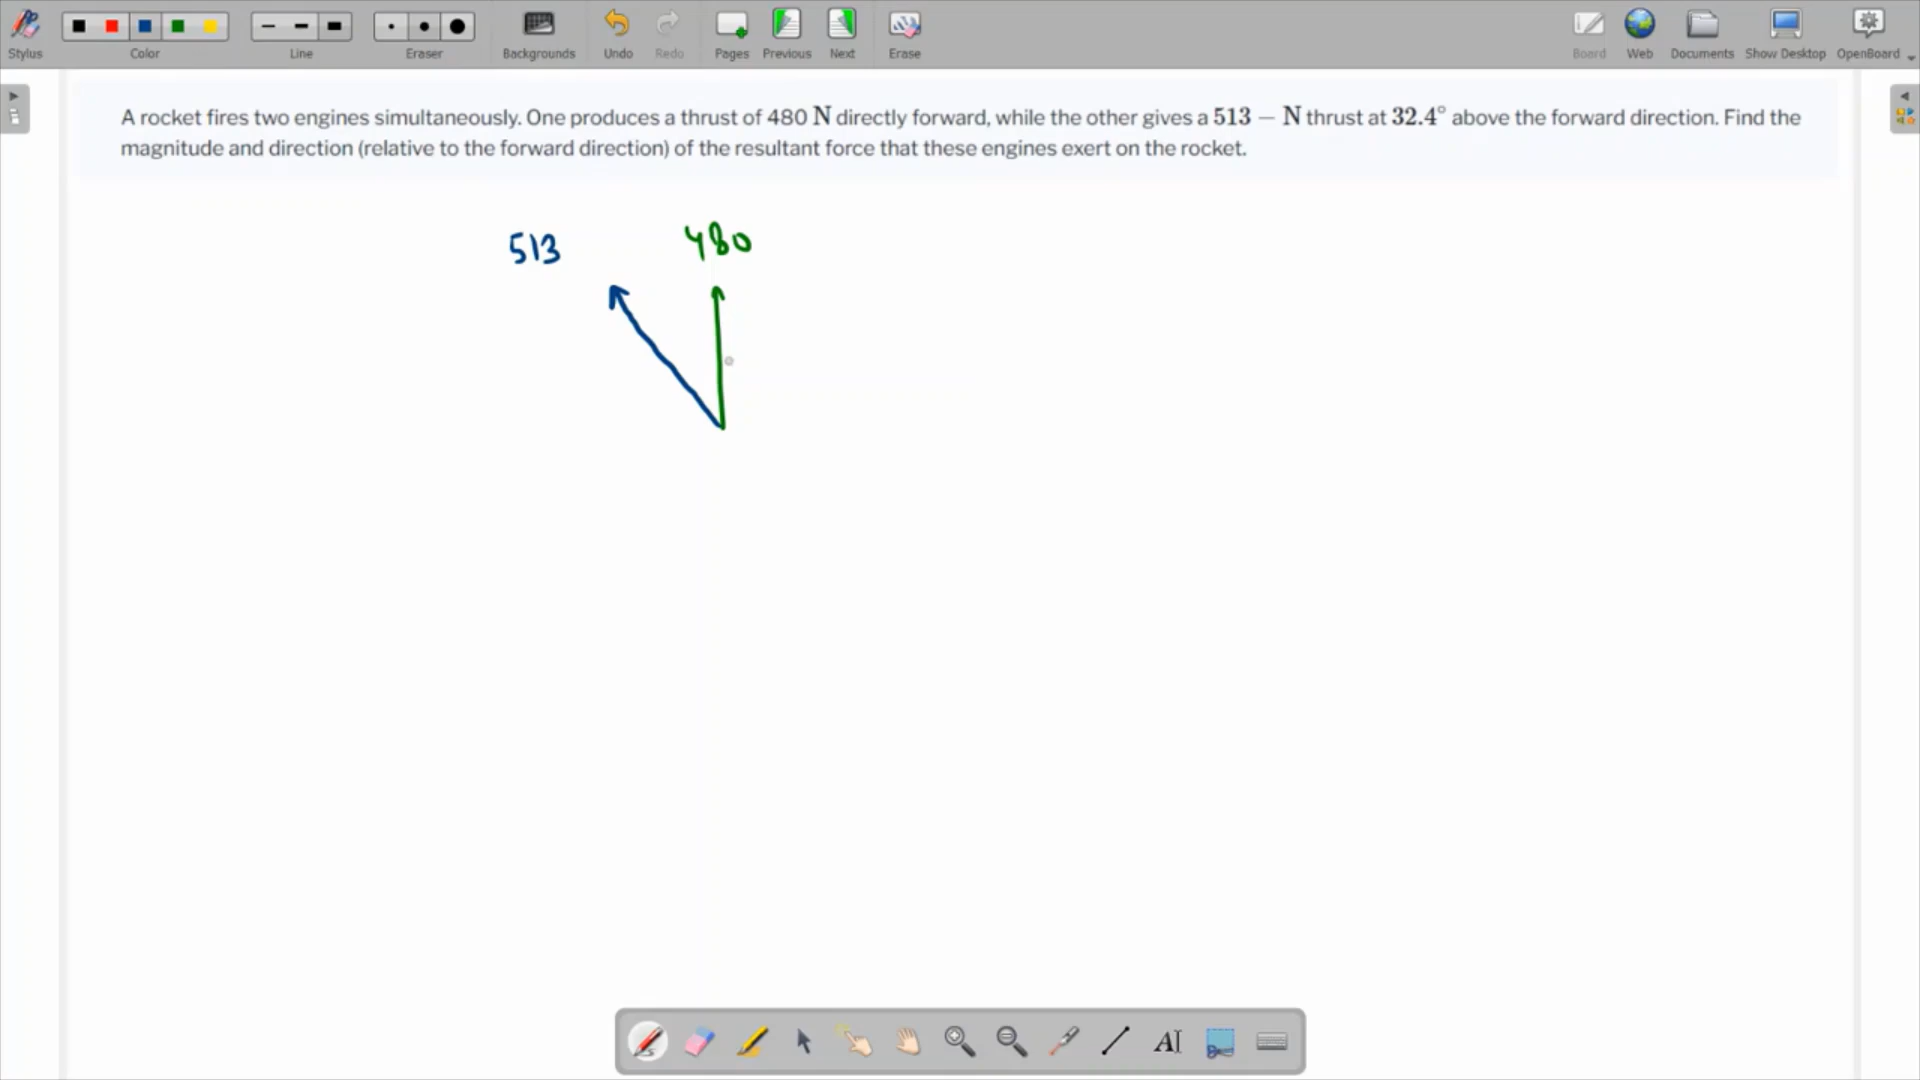 Stylus
Color
Line
Eraser
Backgrounds
Undo
Redo
Pages
Previous
Next
Erase
Board
Web
Documents
Show Desktop
OpenBoard
A rocket fires two engines simultaneously. One produces a thrust of 480 N directly forward, while the other gives a 513 − N thrust at 32.4° above the forward direction. Find the
magnitude and direction (relative to the forward direction) of the resultant force that these engines exert on the rocket.
513
480
AI